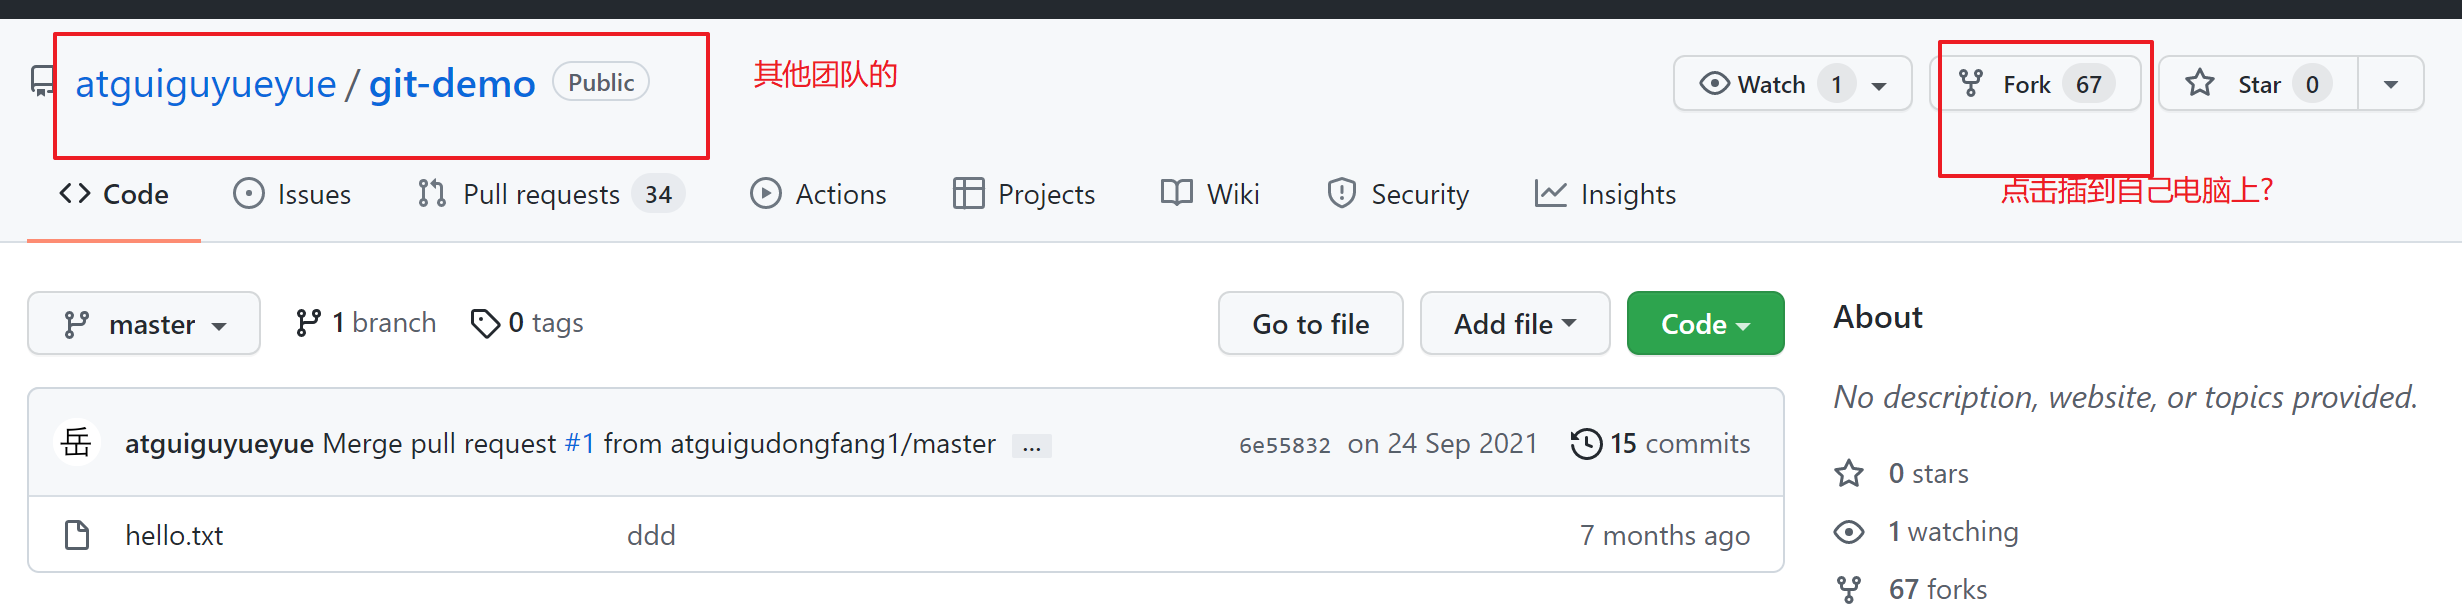 atguiguyueyue / git-demo Public 其他团队的 Watch 1 Fork 67 Star 0
Code Issues Pull requests 34 Actions Projects Wiki Security Insights 点击插到自己电脑上?
master 1 branch 0 tags Go to file Add file Code About
No description, website, or topics provided.
岳 atguiguyueyue Merge pull request #1 from atguigudongfang1/master ... 6e55832 on 24 Sep 2021 15 commits
0 stars
hello.txt ddd 7 months ago 1 watching
67 forks